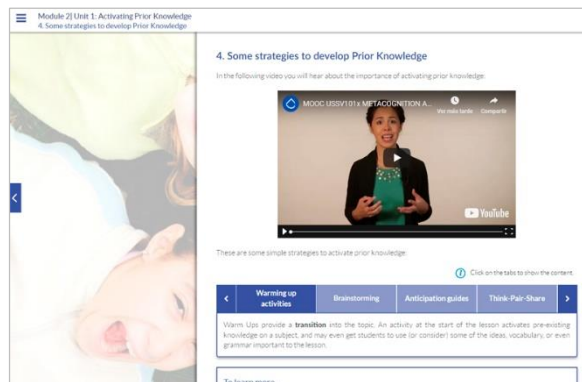 Module 2| Unit 1: Activating Prior Knowledge
4. Some strategies to develop Prior Knowledge
4. Some strategies to develop Prior Knowledge
In the following video you will hear about the importance of activating prior knowledge:
MOOC USSV101x METACOGNITION A...
Ver más tarde
Compartir
YouTube
These are some simple strategies to activate prior knowledge:
Click on the tabs to show the content.
Warming up
activities
Brainstorming
Anticipation guides
Think-Pair-Share
Warm Ups provide a transition into the topic. An activity at the start of the lesson activates pre-existing
knowledge on a subject, and may even get students to use (or consider) some of the ideas, vocabulary, or even
grammar important to the lesson.
To learn more